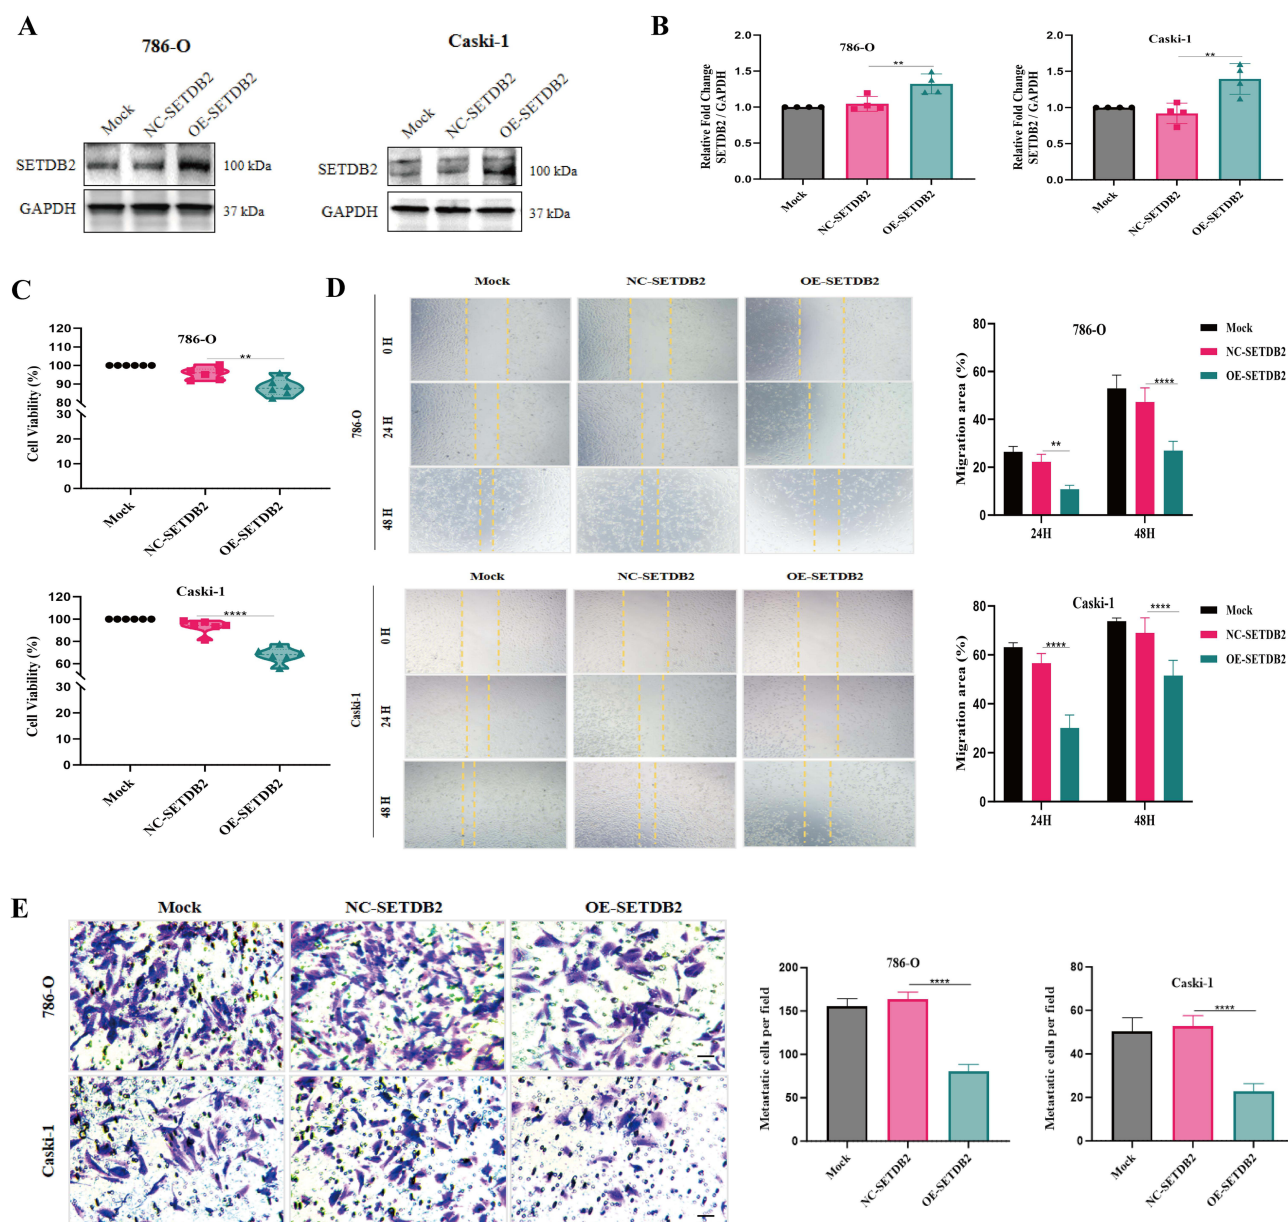 A
786-O
Caski-1
Mock
NC-SETDB2
OE-SETDB2
Mock
NC-SETDB2
OE-SETDB2
SETDB2
100 kDa
GAPDH
37 kDa
SETDB2
100 kDa
GAPDH
37 kDa
B
786-O
Relative Fold Change
SETDB2 / GAPDH
2.0
1.5
1.0
0.5
0.0
**
Mock
NC-SETDB2
OE-SETDB2
Caski-1
Relative Fold Change
SETDB2 / GAPDH
2.0
1.5
1.0
0.5
0.0
**
Mock
NC-SETDB2
OE-SETDB2
C
786-O
Cell Viability (%)
120
110
100
90
80
30
20
10
0
**
Mock
NC-SETDB2
OE-SETDB2
Caski-1
Cell Viability (%)
120
100
80
60
30
20
10
0
****
Mock
NC-SETDB2
OE-SETDB2
D
Mock
NC-SETDB2
OE-SETDB2
786-O
0 H
24 H
48 H
Mock
NC-SETDB2
OE-SETDB2
Caski-1
0 H
24 H
48 H
786-O
Migration area (%)
80
60
40
20
0
**
****
24H
48H
Mock
NC-SETDB2
OE-SETDB2
Caski-1
Migration area (%)
80
60
40
20
0
****
****
24H
48H
Mock
NC-SETDB2
OE-SETDB2
E
Mock
NC-SETDB2
OE-SETDB2
786-O
Caski-1
786-O
Metastatic cells per field
200
150
100
50
0
****
Mock
NC-SETDB2
OE-SETDB2
Caski-1
Metastatic cells per field
80
60
40
20
0
****
Mock
NC-SETDB2
OE-SETDB2